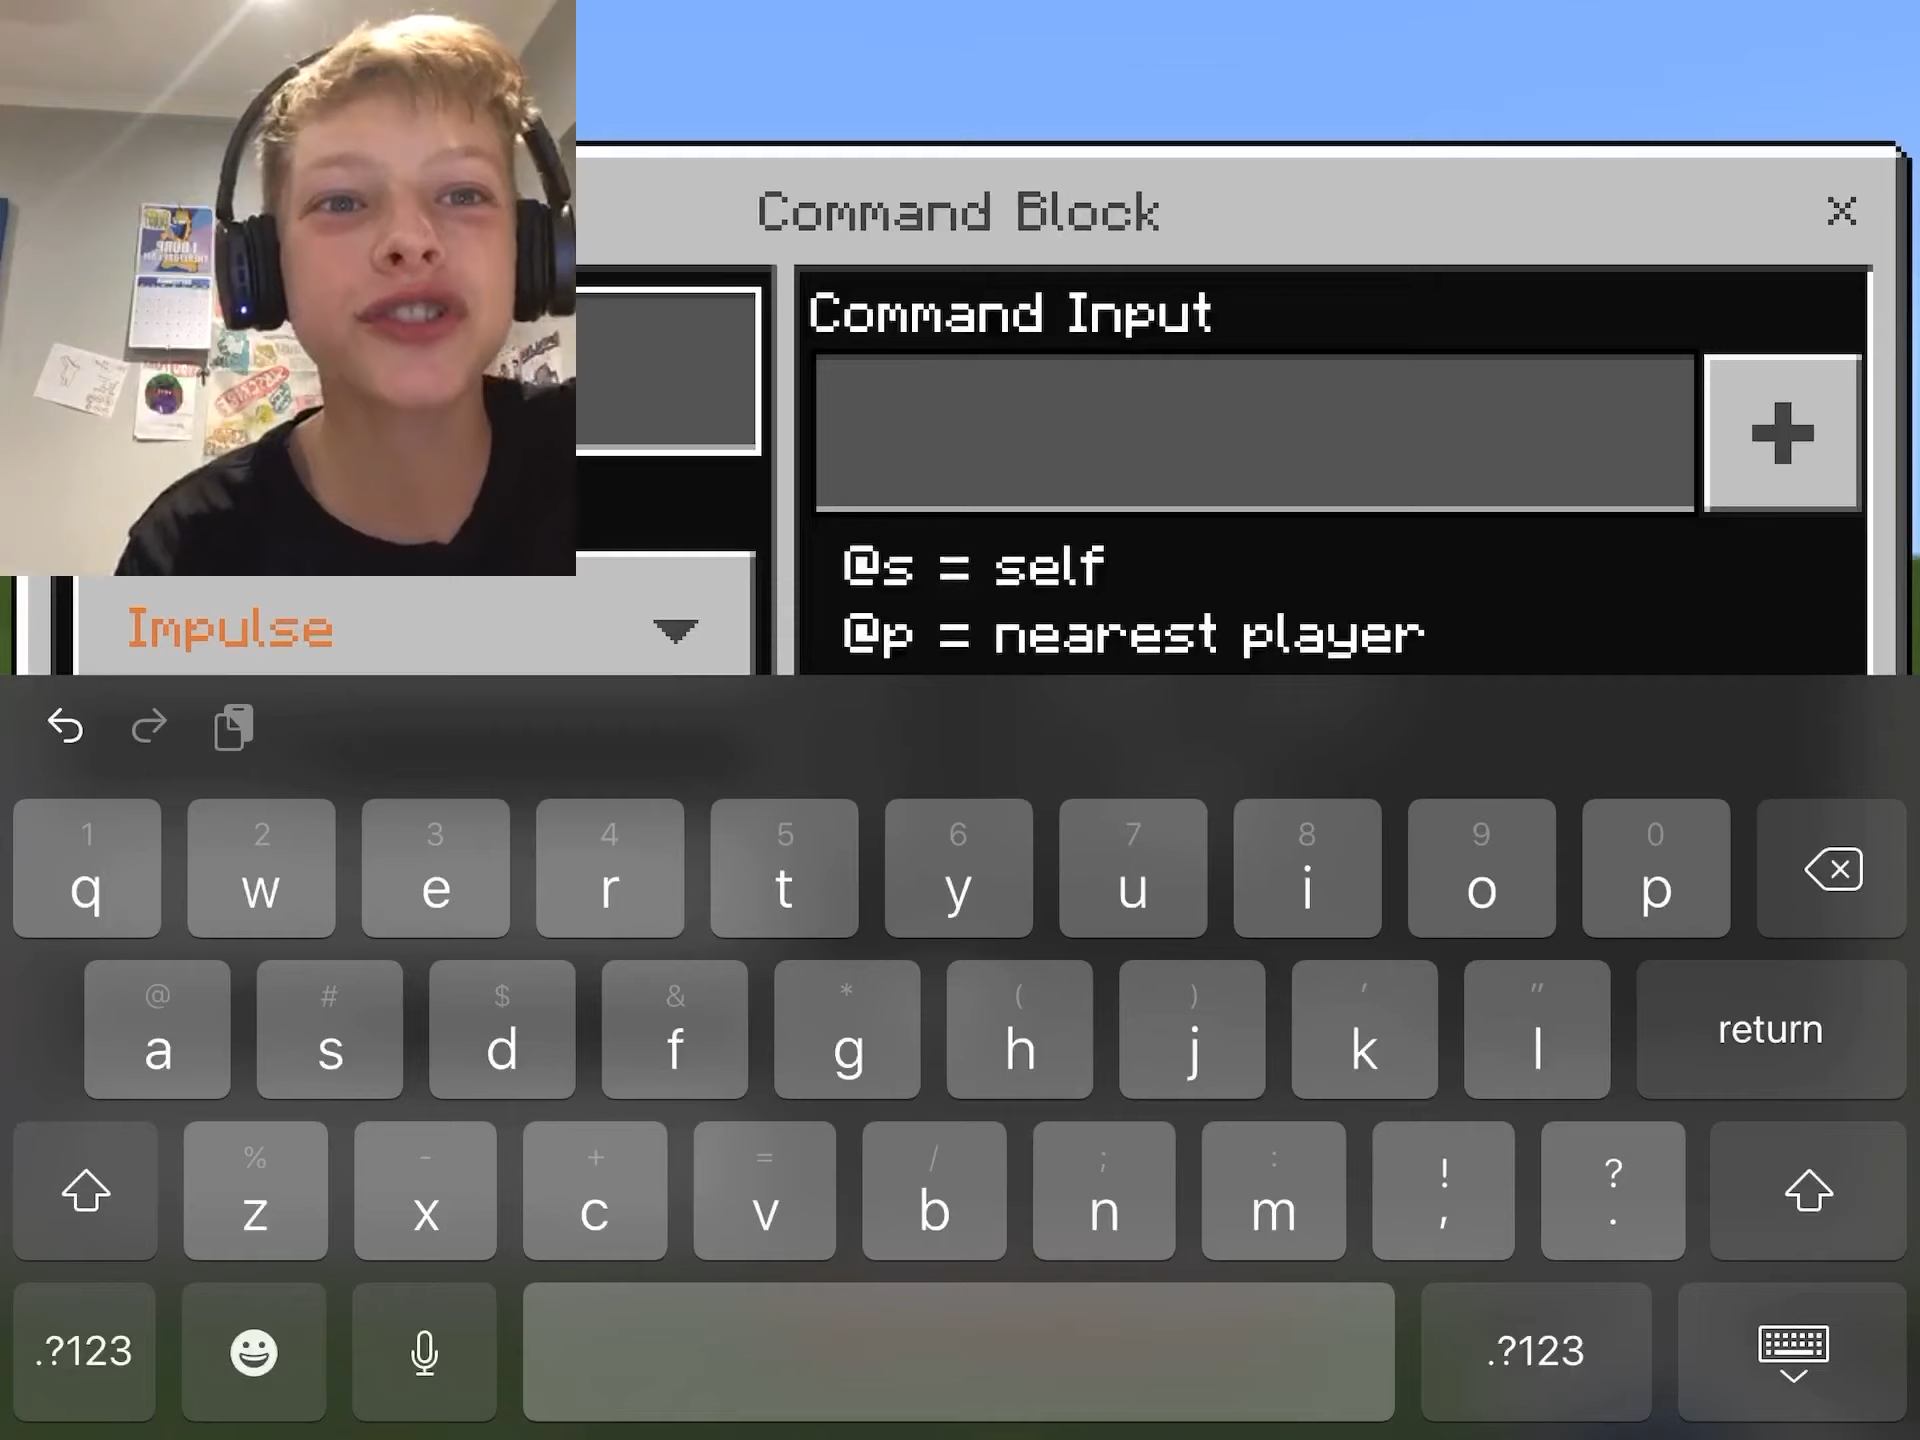 Command Block
Command Input
@s = self
@p = nearest player
Impulse
1 2 3 4 5 6 7 8 9 0
q w e r t y u i o p
@ # $ & * ( ) ' "
a s d f g h j k l return
% - + = / ; : ! ?
z x c v b n m , .
.?123 .?123